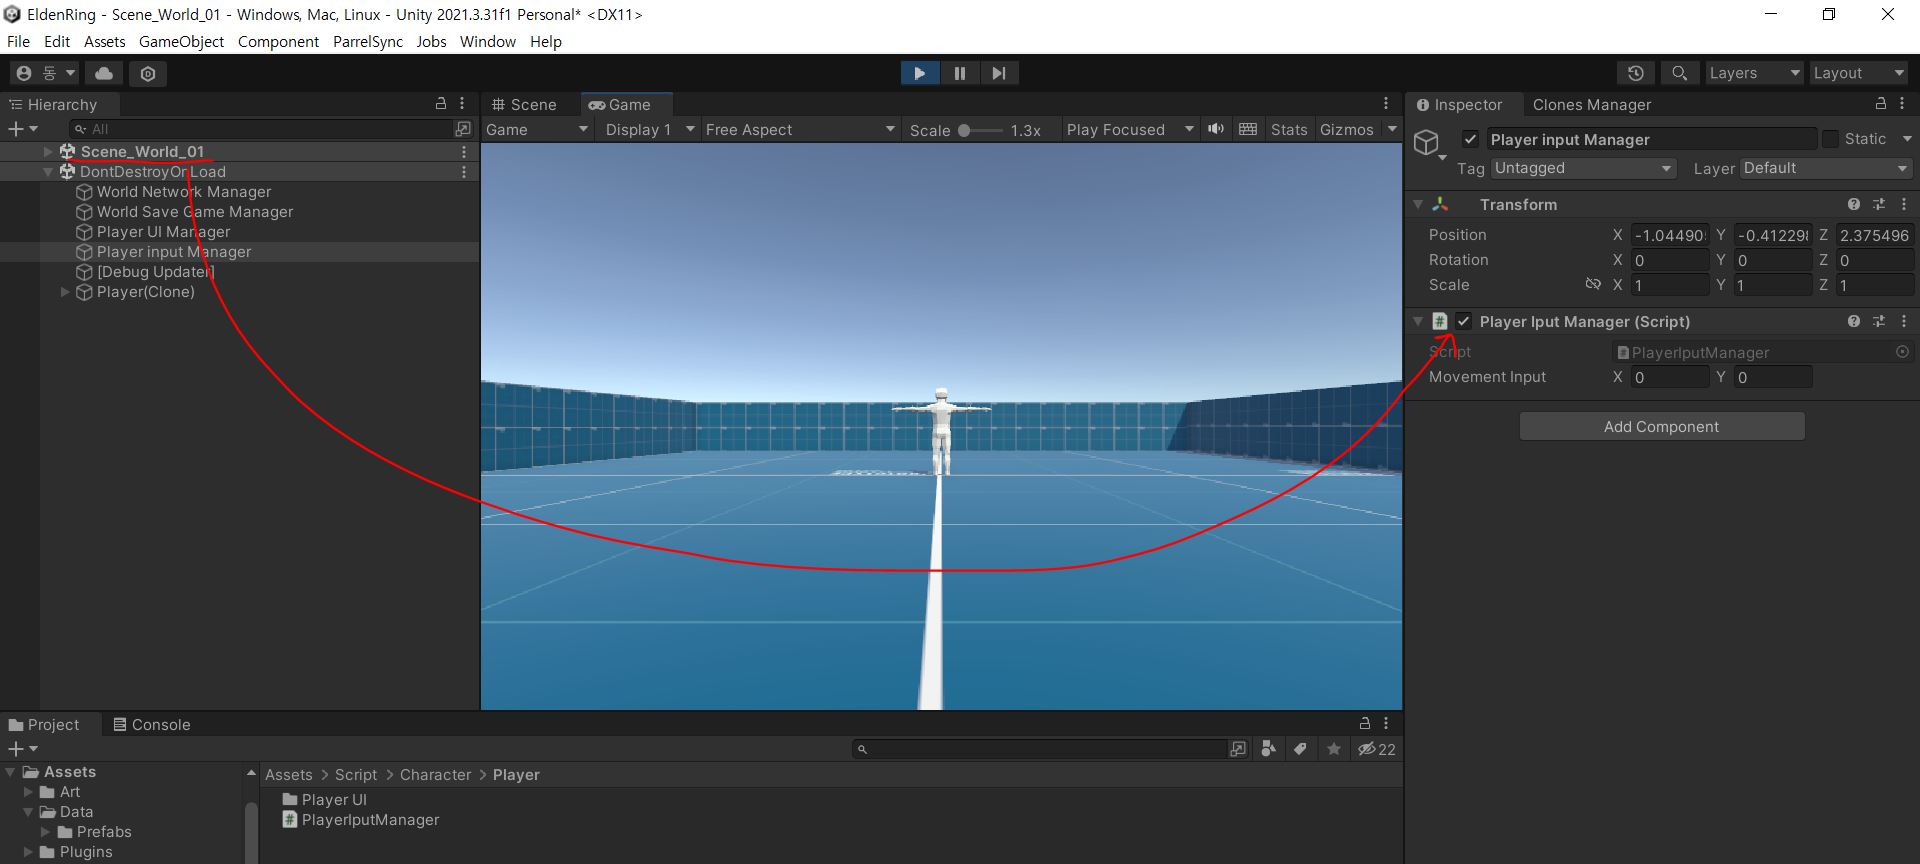 EldenRing - Scene_World_01 - Windows, Mac, Linux - Unity 2021.3.31f1 Personal* <DX11>
File Edit Assets GameObject Component ParrelSync Jobs Window Help
동 Layers Layout
Hierarchy
All
Scene_World_01
DontDestroyOnLoad
World Network Manager
World Save Game Manager
Player UI Manager
Player input Manager
[Debug Updater]
Player(Clone)
Scene Game
Game Display 1 Free Aspect Scale 1.3x Play Focused Stats Gizmos
Inspector Clones Manager
Player input Manager Static
Tag Untagged Layer Default
Transform
Position X -1.04490 Y -0.41229 Z 2.375496
Rotation X 0 Y 0 Z 0
Scale X 1 Y 1 Z 1
# Player Iput Manager (Script)
Script PlayerIputManager
Movement Input X 0 Y 0
Add Component
Project Console
22
Assets
Art
Data
Prefabs
Plugins
Assets > Script > Character > Player
Player UI
# PlayerIputManager